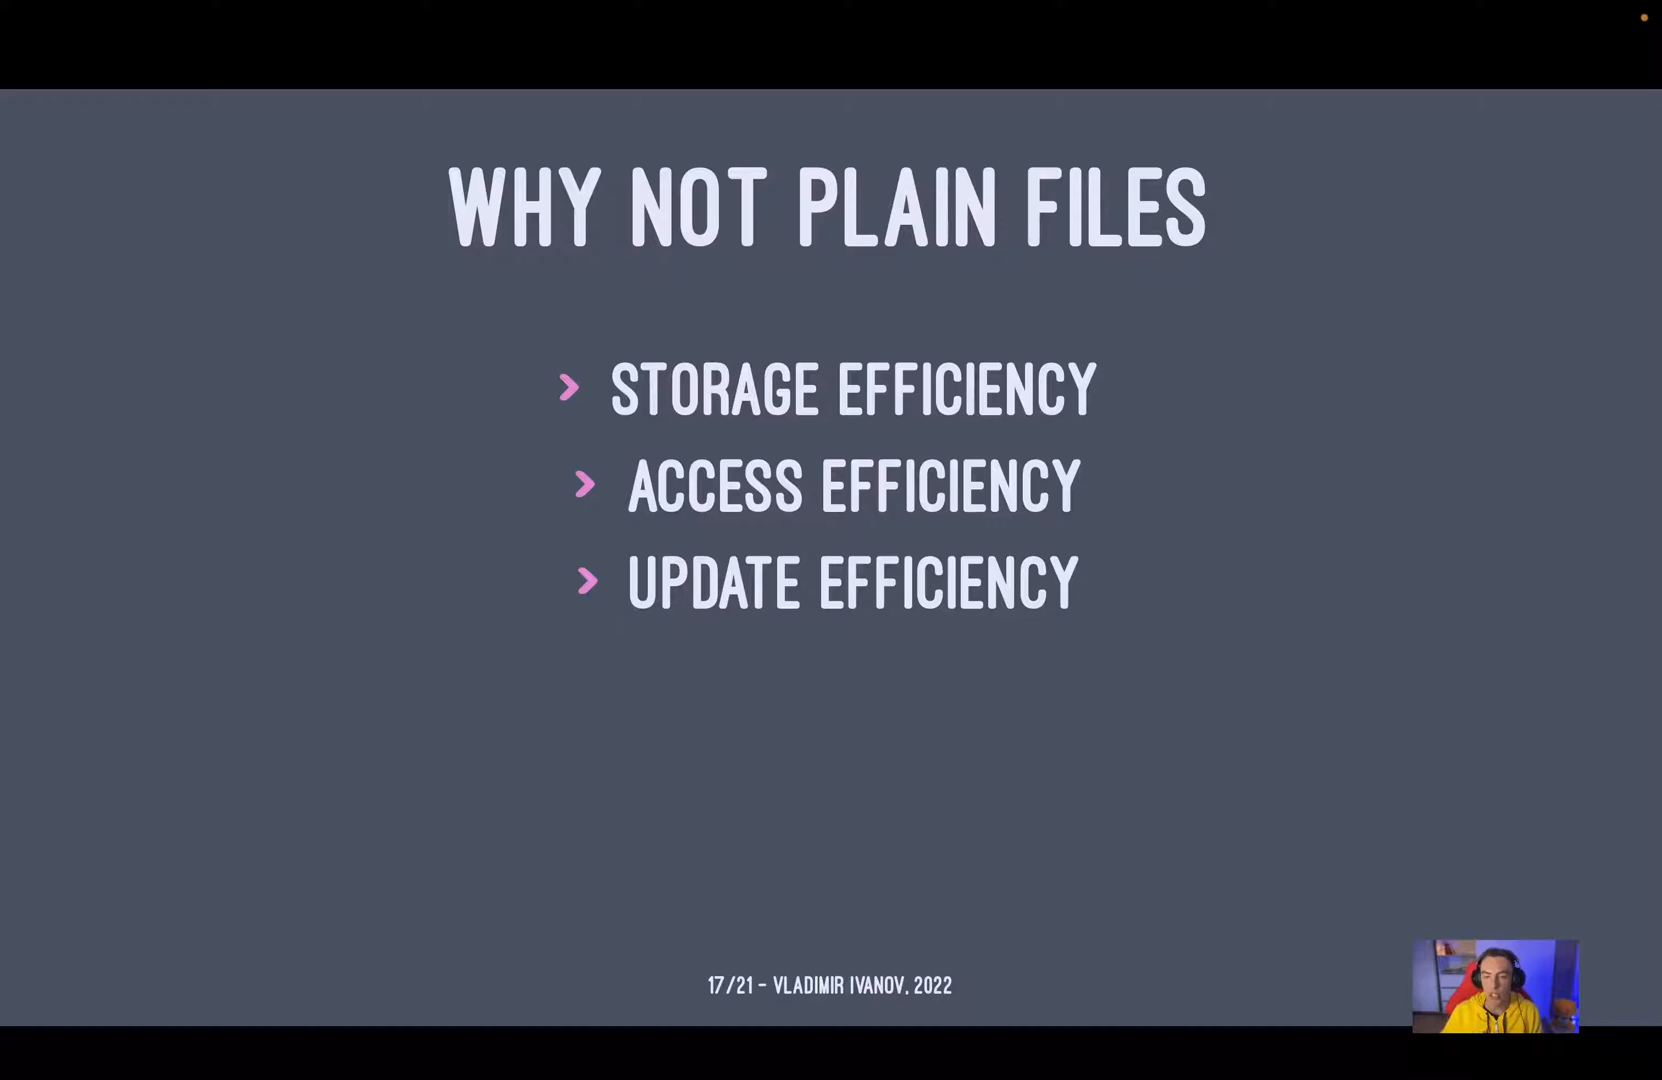 WHY NOT PLAIN FILES
> STORAGE EFFICIENCY
> ACCESS EFFICIENCY
> UPDATE EFFICIENCY
17/21 - VLADIMIR IVANOV, 2022